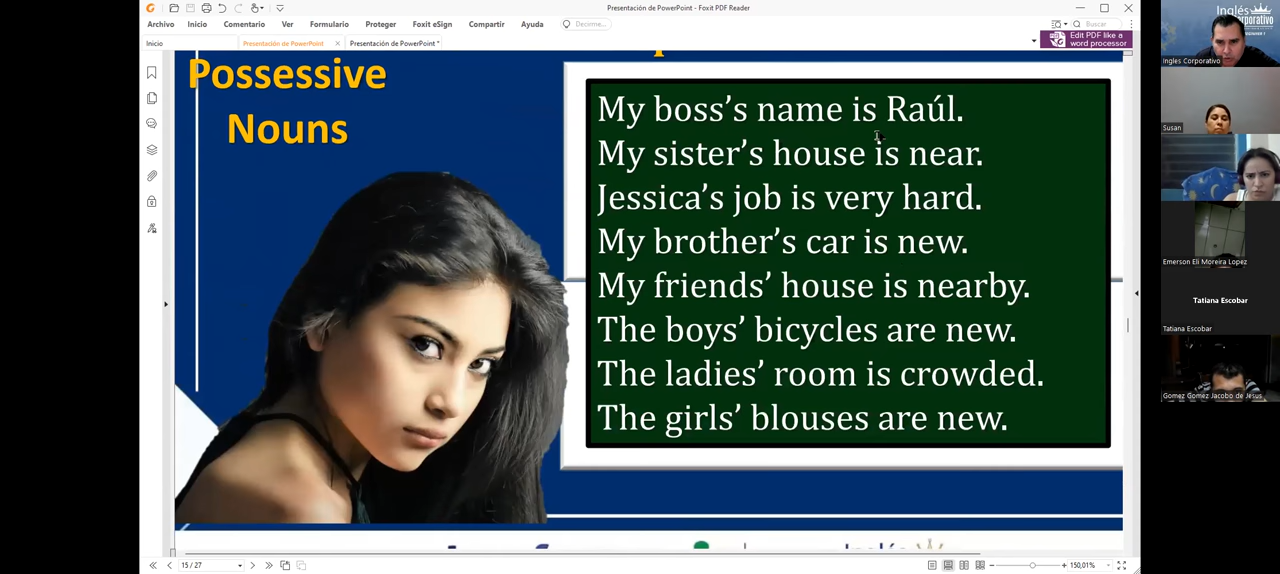 Presentación de PowerPoint - Foxit PDF Reader
Archivo Inicio Comentario Ver Formulario Proteger Foxit eSign Compartir Ayuda Decirme... Buscar
Inicio Presentación de PowerPoint Presentación de PowerPoint *
Edit PDF like a
word processor
Possessive
Nouns
My boss’s name is Raúl.
My sister’s house is near.
Jessica’s job is very hard.
My brother’s car is new.
My friends’ house is nearby.
The boys’ bicycles are new.
The ladies’ room is crowded.
The girls’ blouses are new.
15 / 27
150,01%
Inglés
Corporativo
Ingles Corporativo
Susan
Emerson Eli Moreira Lopez
Tatiana Escobar
Tatiana Escobar
Gomez Gomez Jacobo de Jesus